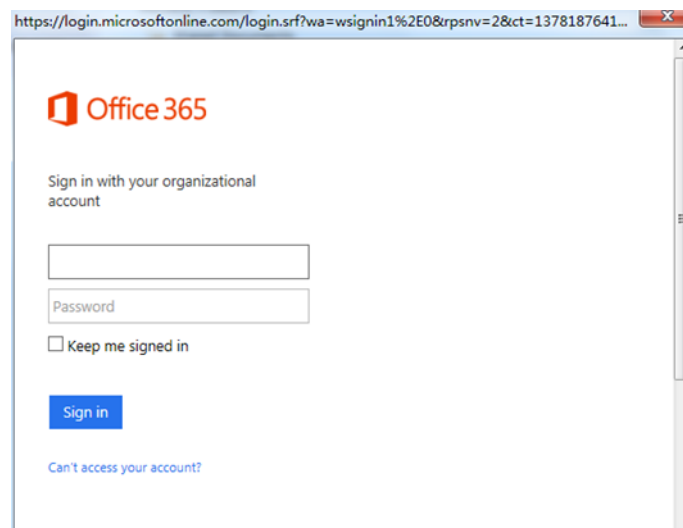 https://login.microsoftonline.com/login.srf?wa=wsignin1%2E0&rpsnv=2&ct=1378187641...
Office 365
Sign in with your organizational
account
Password
Keep me signed in
Sign in
Can't access your account?